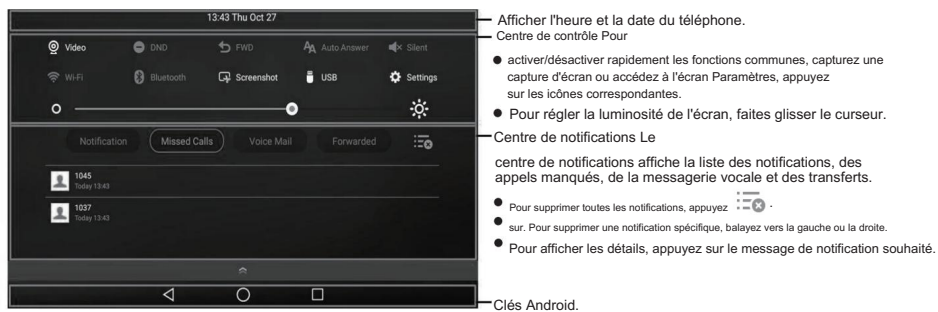 13:43 Thu Oct 27
Video DND FWD Auto Answer Silent
Wi-Fi Bluetooth Screenshot USB Settings
Notification Missed Calls Voice Mail Forwarded
1045
Today 13:43
1037
Today 13:43
Afficher l'heure et la date du téléphone.
Centre de contrôle Pour
● activer/désactiver rapidement les fonctions communes, capturez une
capture d'écran ou accédez à l'écran Paramètres, appuyez
sur les icônes correspondantes.
● Pour régler la luminosité de l'écran, faites glisser le curseur.
Centre de notifications Le
centre de notifications affiche la liste des notifications, des
appels manqués, de la messagerie vocale et des transferts.
● Pour supprimer toutes les notifications, appuyez .
● sur. Pour supprimer une notification spécifique, balayez vers la gauche ou la droite.
● Pour afficher les détails, appuyez sur le message de notification souhaité.
Clés Android.